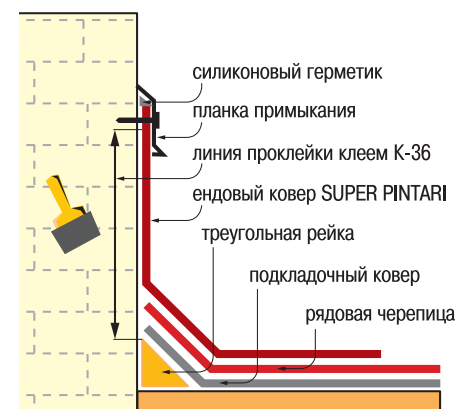 силиконовый герметик
планка примыкания
линия проклейки клеем К-36
ендовый ковер SUPER PINTARI
треугольная рейка
подкладочный ковер
рядовая черепица